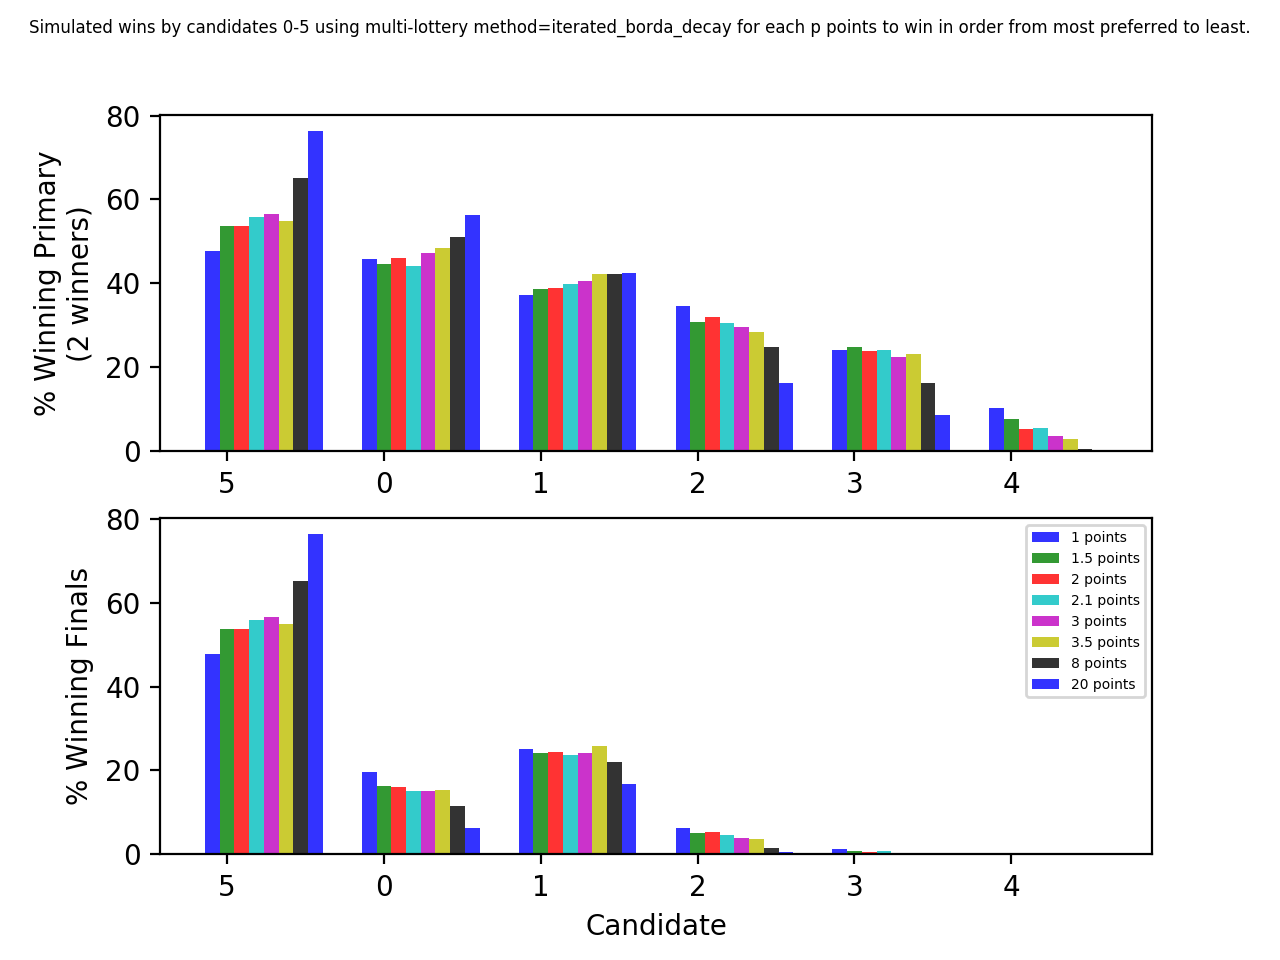 Simulated wins by candidates 0-5 using multi-lottery method=iterated_borda_decay for each p points to win in order from most preferred to least.
80
60
40
20
0
% Winning Primary
(2 winners)
5 0 1 2 3 4
80
60
40
20
0
% Winning Finals
1 points
1.5 points
2 points
2.1 points
3 points
3.5 points
8 points
20 points
5 0 1 2 3 4
Candidate